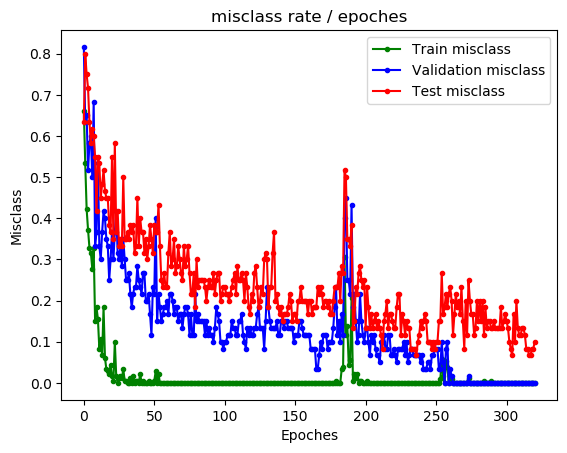 misclass rate / epoches
Train misclass
Validation misclass
Test misclass
Misclass
0.8
0.7
0.6
0.5
0.4
0.3
0.2
0.1
0.0
0 50 100 150 200 250 300
Epoches